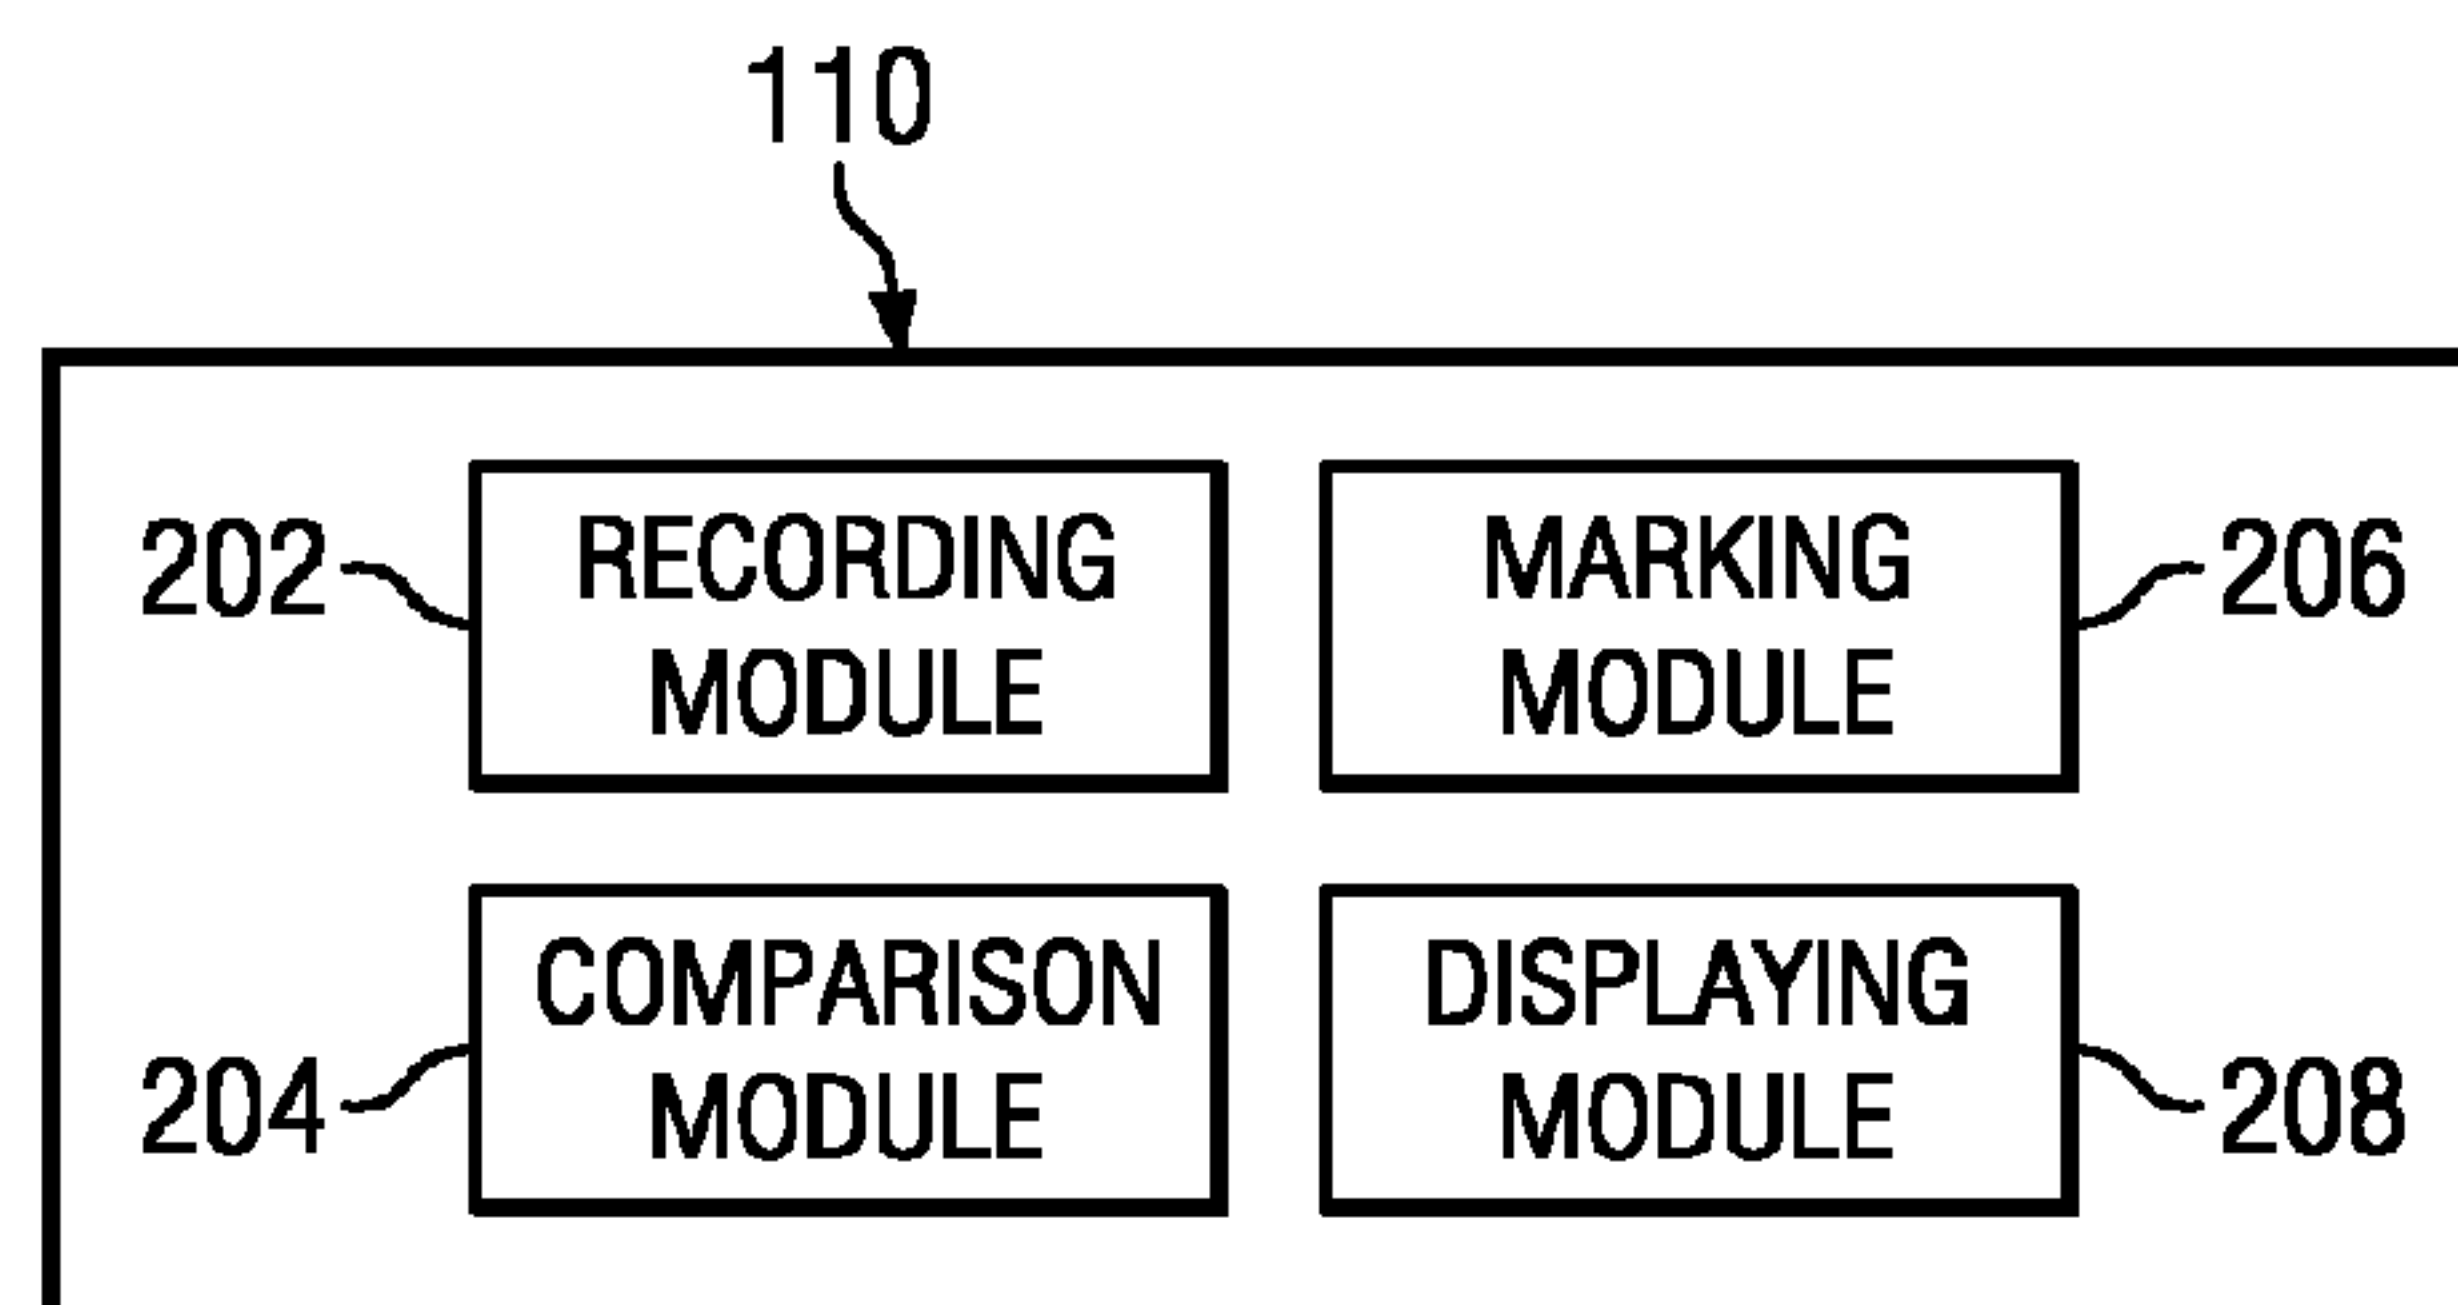 110
202
RECORDING
MODULE
MARKING
MODULE
206
204
COMPARISON
MODULE
DISPLAYING
MODULE
208